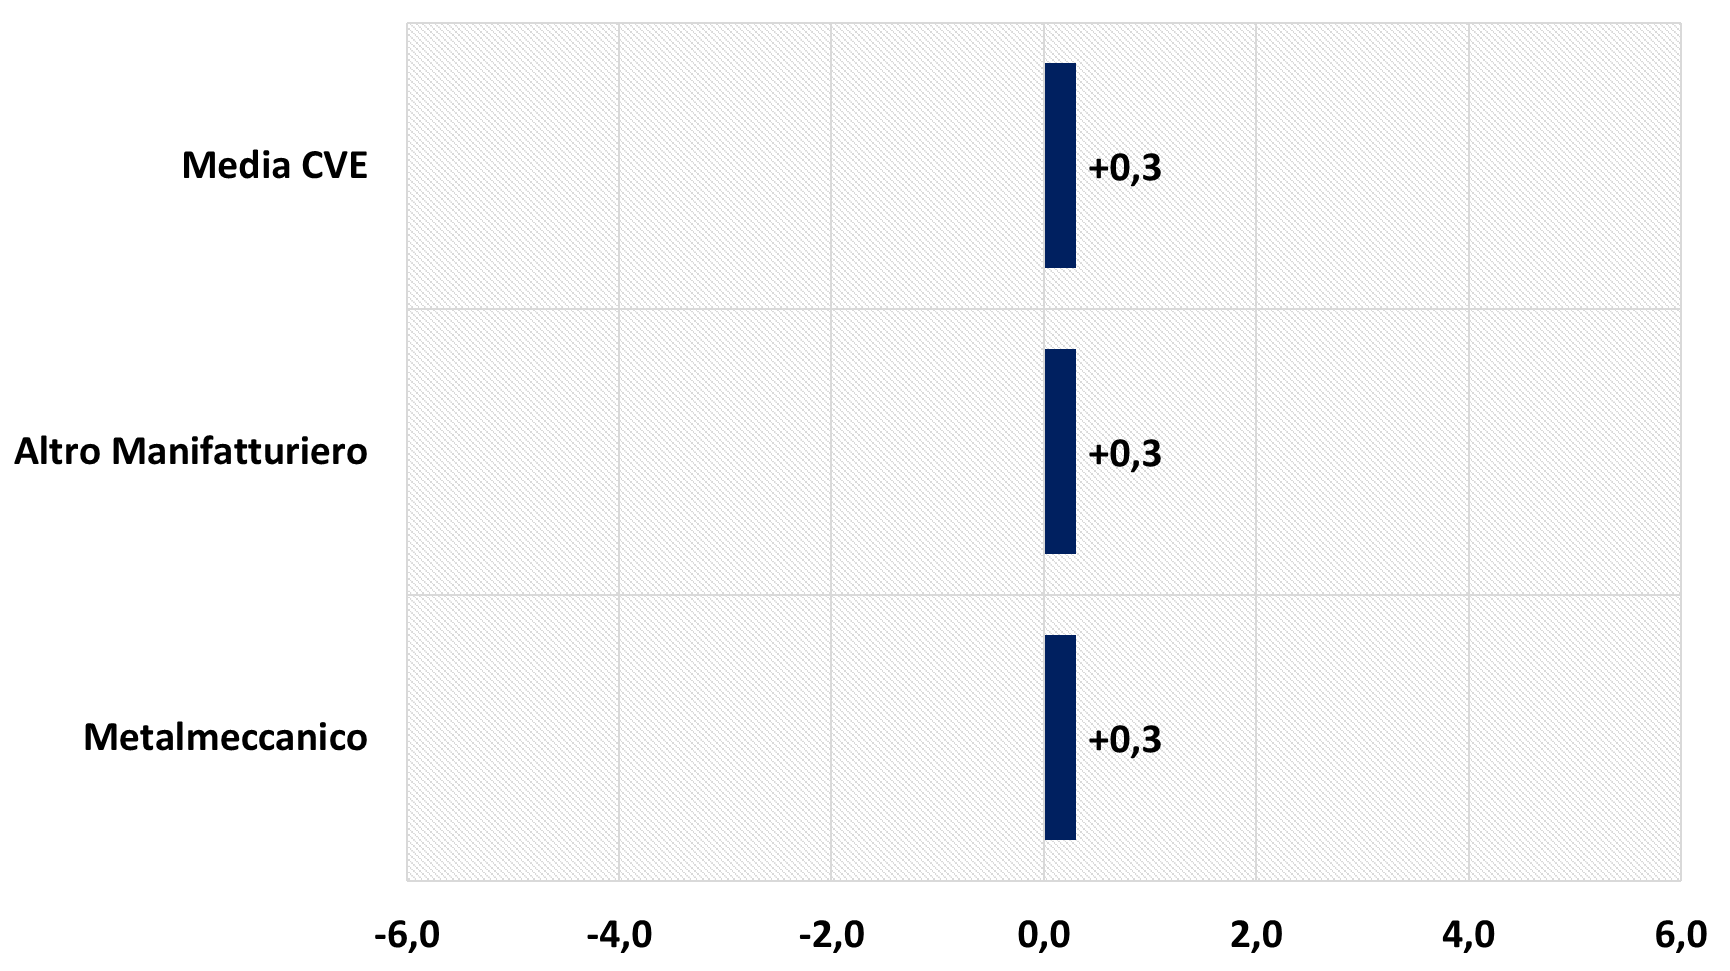 Media CVE
+0,3
Altro Manifatturiero
+0,3
Metalmeccanico
+0,3
-6,0 -4,0 -2,0 0,0 2,0 4,0 6,0